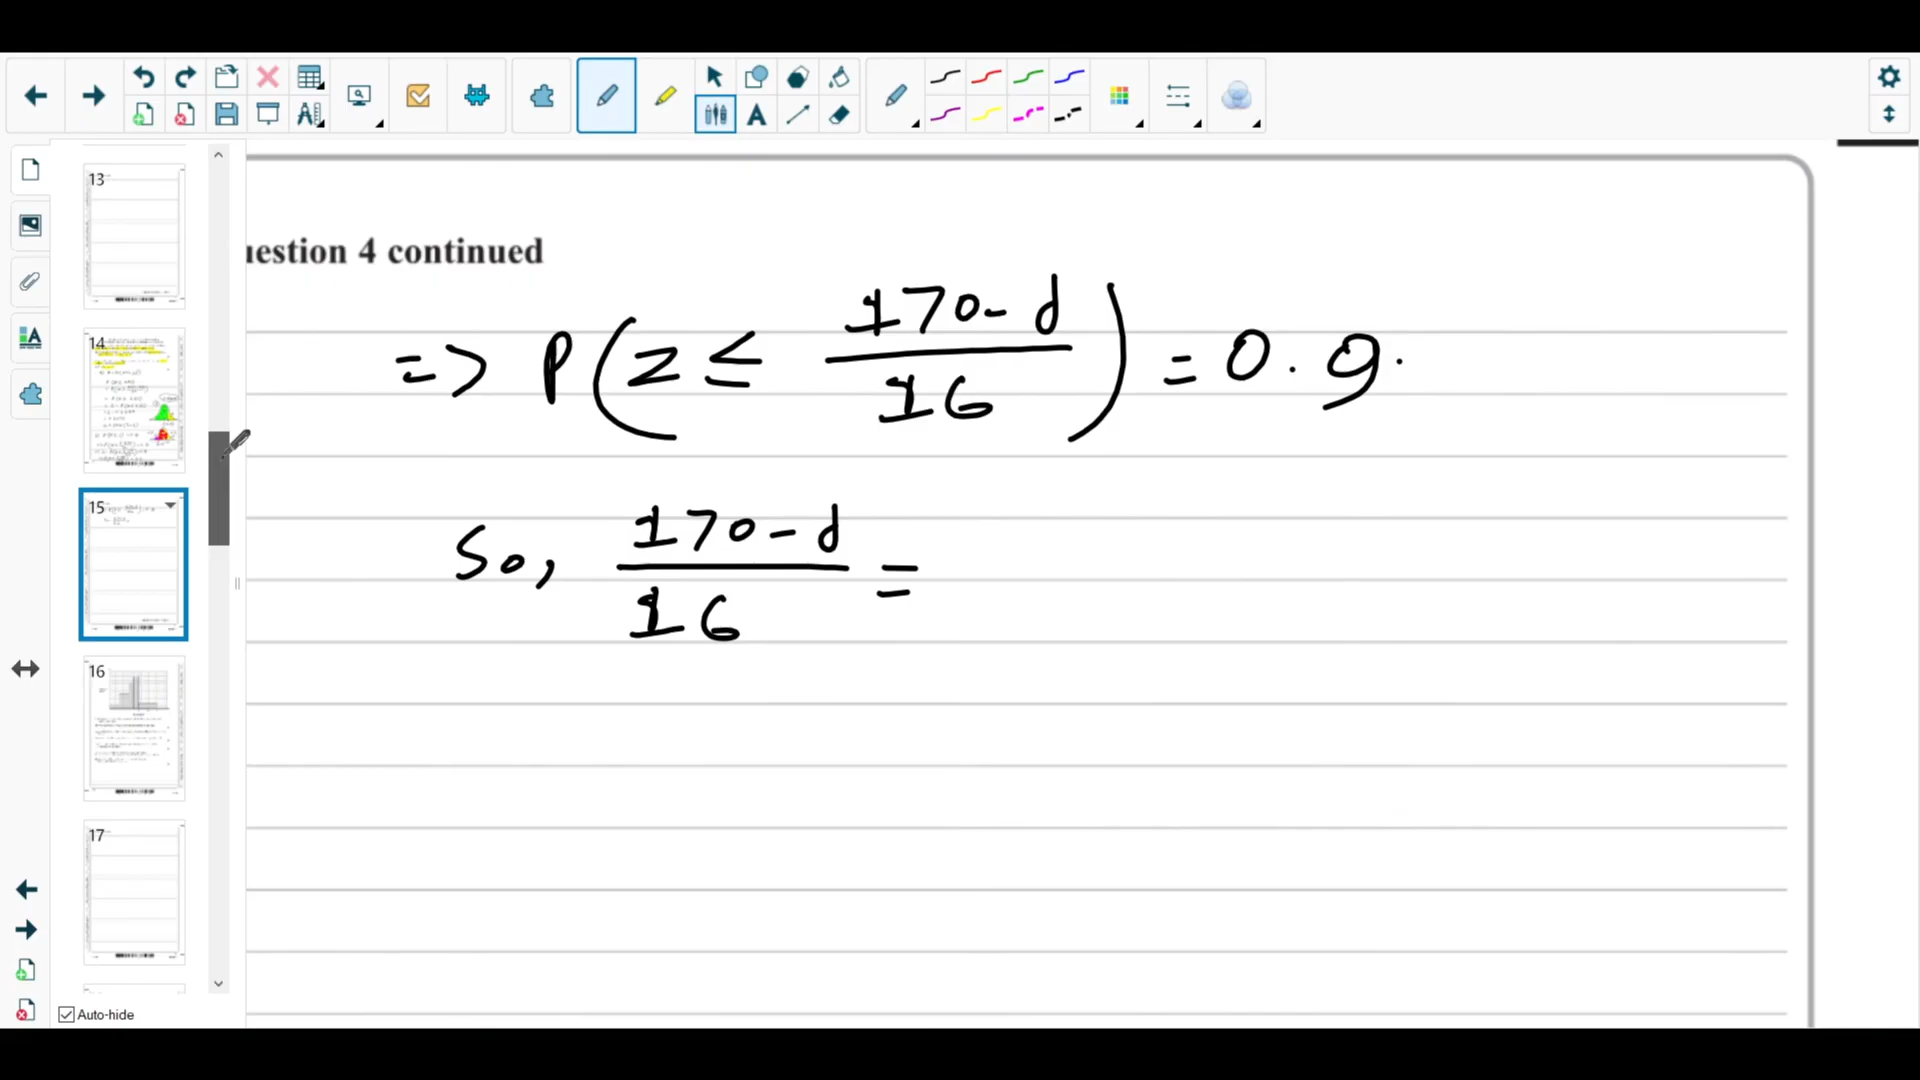 13
14
15
16
17
uestion 4 continued
=> P(z ≤ (170-d)/16) = 0.9.
So, (170-d)/16 =
Auto-hide